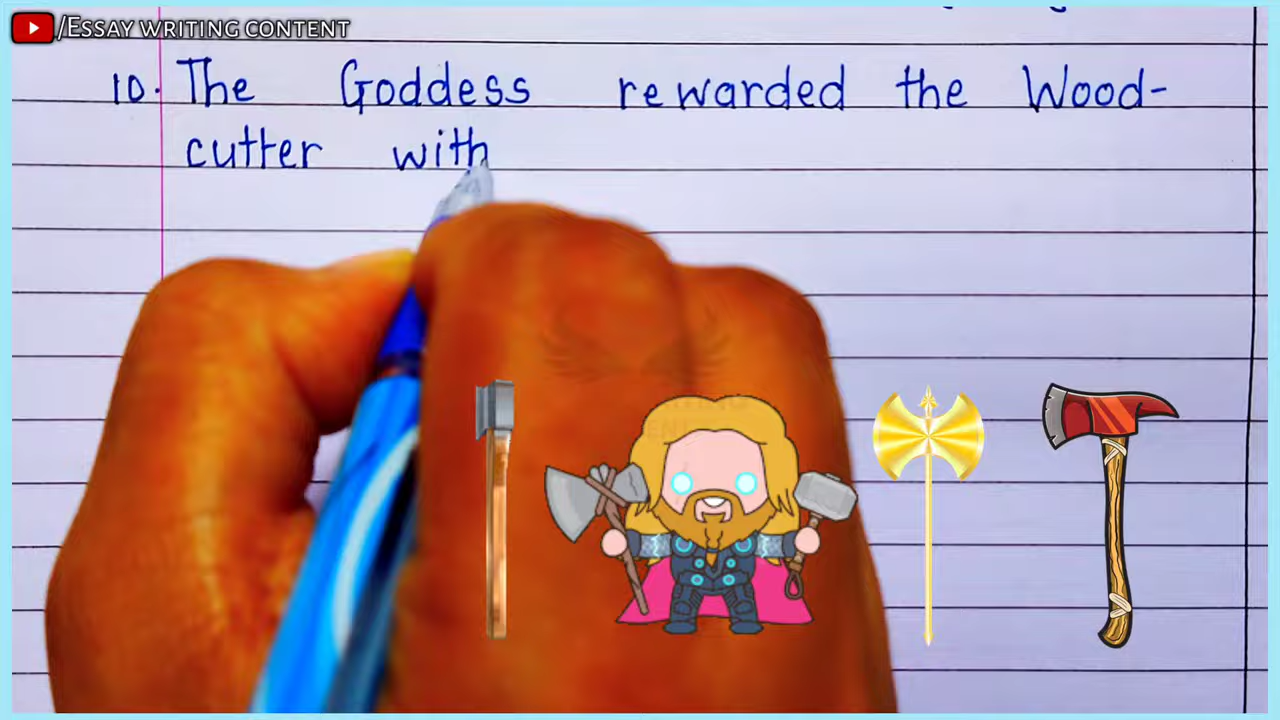 /ESSAY WRITING CONTENT
10. The Goddess rewarded the Wood-
cutter with